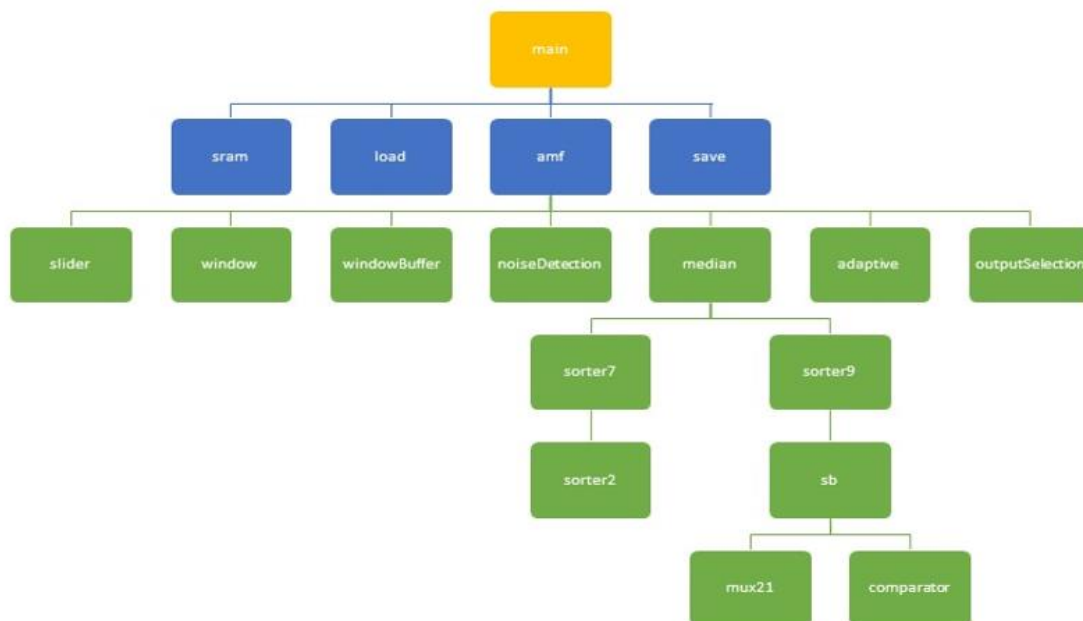 main
sram
load
amf
save
slider
window
windowBuffer
noiseDetection
median
adaptive
outputSelection
sorter7
sorter9
sorter2
sb
mux21
comparator